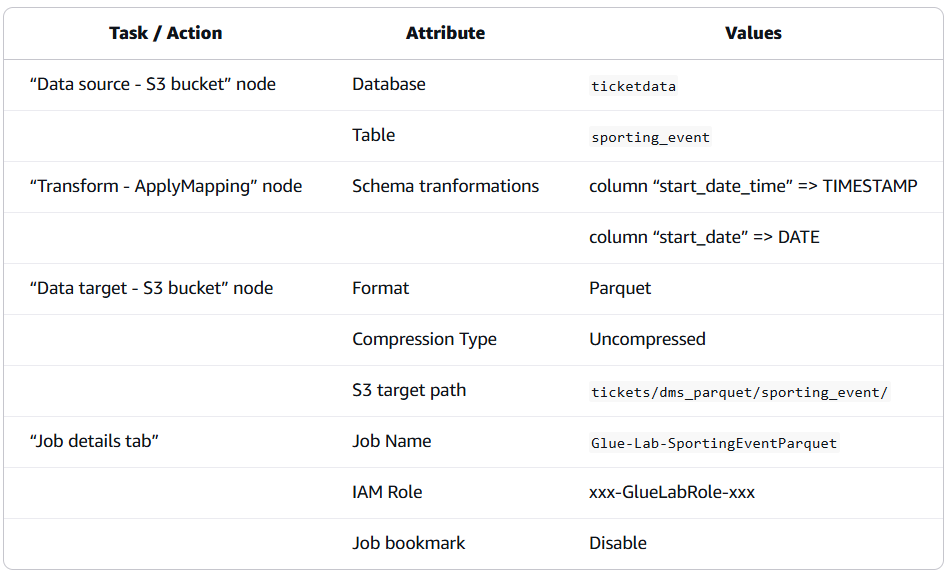 Task / Action Attribute Values
“Data source - S3 bucket” node Database ticketdata
Table sporting_event
“Transform - ApplyMapping” node Schema tranformations column “start_date_time” => TIMESTAMP
column “start_date” => DATE
“Data target - S3 bucket” node Format Parquet
Compression Type Uncompressed
S3 target path tickets/dms_parquet/sporting_event/
“Job details tab” Job Name Glue-Lab-SportingEventParquet
IAM Role xxx-GlueLabRole-xxx
Job bookmark Disable